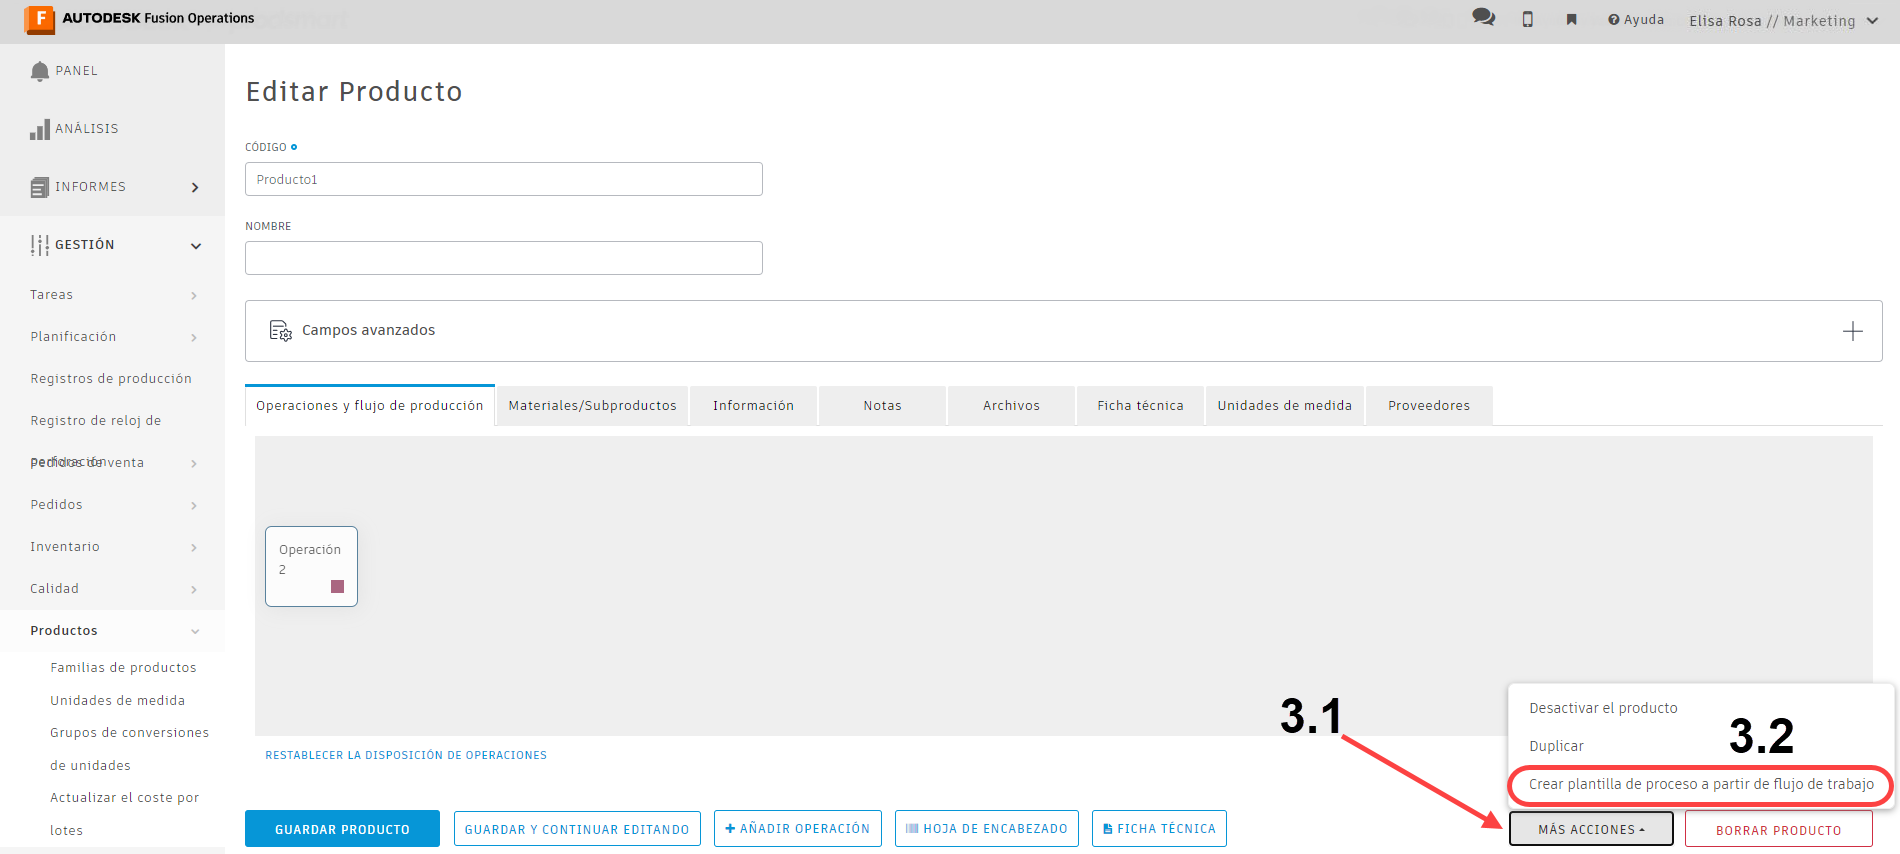 AUTODESK Fusion Operations
Ayuda
Elisa Rosa // Marketing
PANEL
ANÁLISIS
INFORMES
GESTIÓN
Tareas
Planificación
Registros de producción
Registro de reloj de
perforación
Pedidos de venta
Pedidos
Inventario
Calidad
Productos
Familias de productos
Unidades de medida
Grupos de conversiones
de unidades
Actualizar el coste por
lotes
Editar Producto
CÓDIGO
Producto1
NOMBRE
Campos avanzados
Operaciones y flujo de producción
Materiales/Subproductos
Información
Notas
Archivos
Ficha técnica
Unidades de medida
Proveedores
Operación
2
RESTABLECER LA DISPOSICIÓN DE OPERACIONES
3.1
Desactivar el producto
3.2
Duplicar
Crear plantilla de proceso a partir de flujo de trabajo
GUARDAR PRODUCTO
GUARDAR Y CONTINUAR EDITANDO
AÑADIR OPERACIÓN
HOJA DE ENCABEZADO
FICHA TÉCNICA
MÁS ACCIONES
BORRAR PRODUCTO